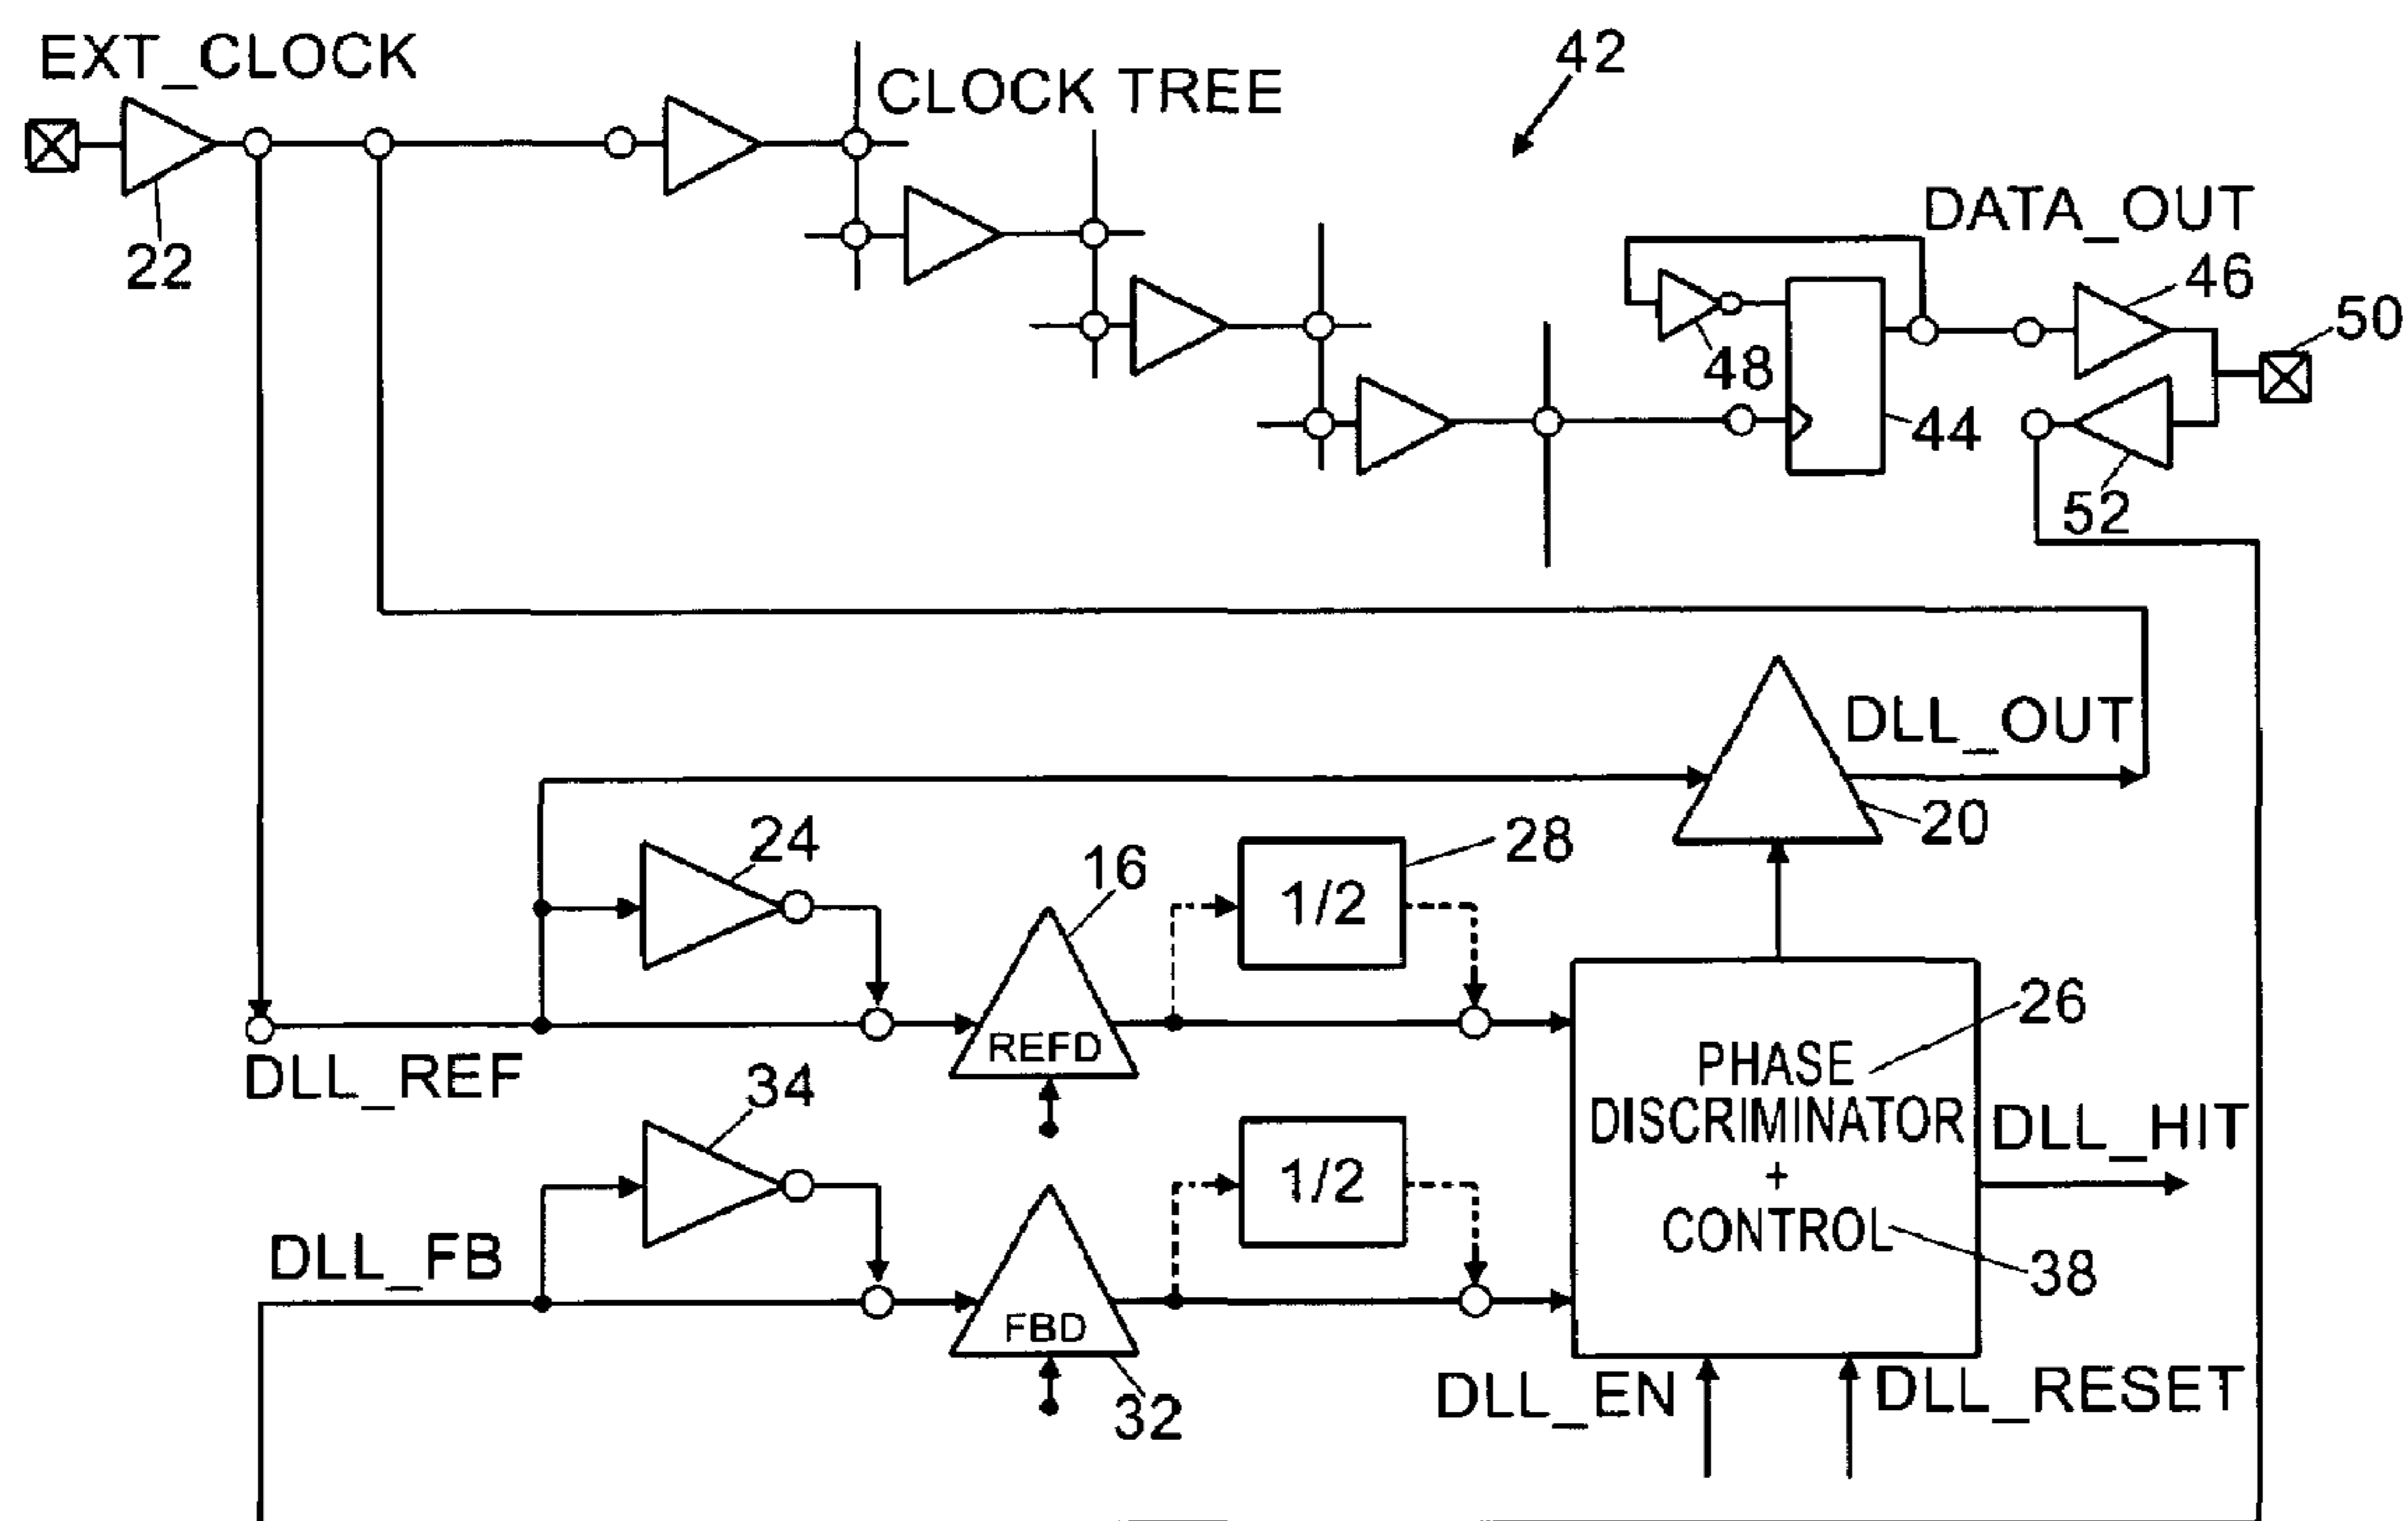 EXT_CLOCK
CLOCK TREE
42
22
DATA_OUT
46
50
48
44
52
DLL_OUT
20
24
16
28
1/2
REFD
DLL_REF
26
PHASE
DISCRIMINATOR
+
CONTROL
DLL_HIT
38
34
1/2
DLL_FB
FBD
32
DLL_EN
DLL_RESET